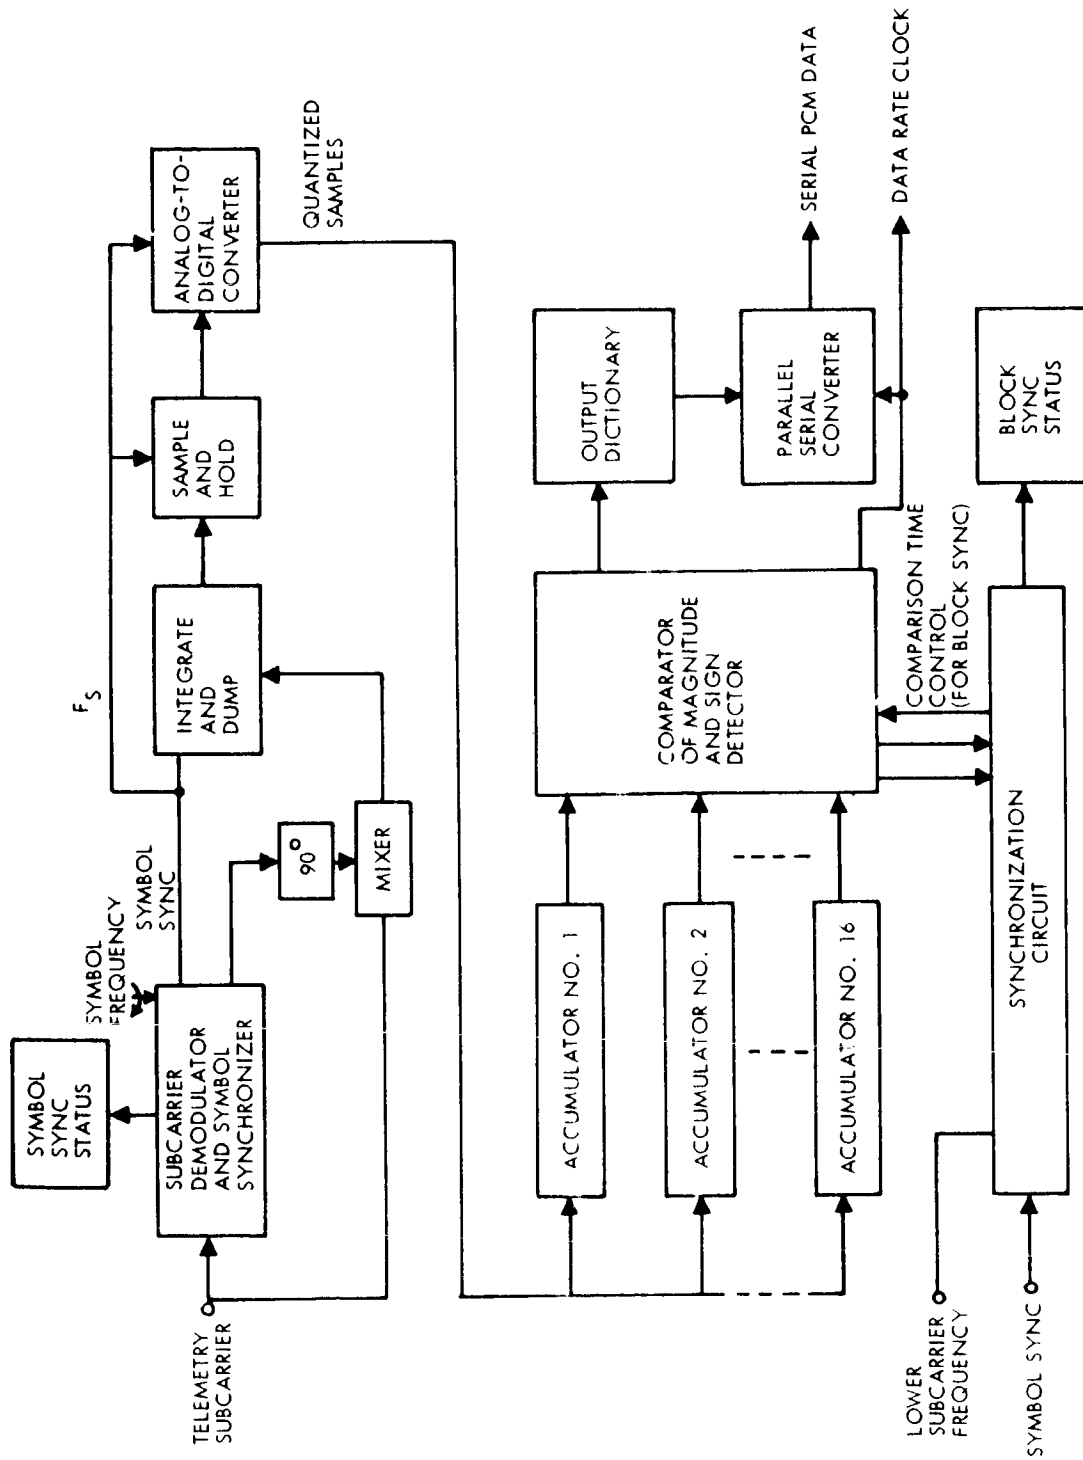 SYMBOL
SYNC
STATUS
SYMBOL
FREQUENCY
SYMBOL
SYNC
F S
TELEMETRY
SUBCARRIER
SUBCARRIER
DEMODULATOR
AND SYMBOL
SYNCHRONIZER
90°
MIXER
INTEGRATE
AND
DUMP
SAMPLE
AND
HOLD
ANALOG-TO-
DIGITAL
CONVERTER
QUANTIZED
SAMPLES
ACCUMULATOR NO. 1
ACCUMULATOR NO. 2
ACCUMULATOR NO. 16
COMPARATOR
OF MAGNITUDE
AND SIGN
DETECTOR
OUTPUT
DICTIONARY
PARALLEL
SERIAL
CONVERTER
SERIAL PCM DATA
DATA RATE CLOCK
COMPARISON TIME
CONTROL
(FOR BLOCK SYNC)
LOWER
SUBCARRIER
FREQUENCY
SYMBOL SYNC
SYNCHRONIZATION
CIRCUIT
BLOCK
SYNC
STATUS